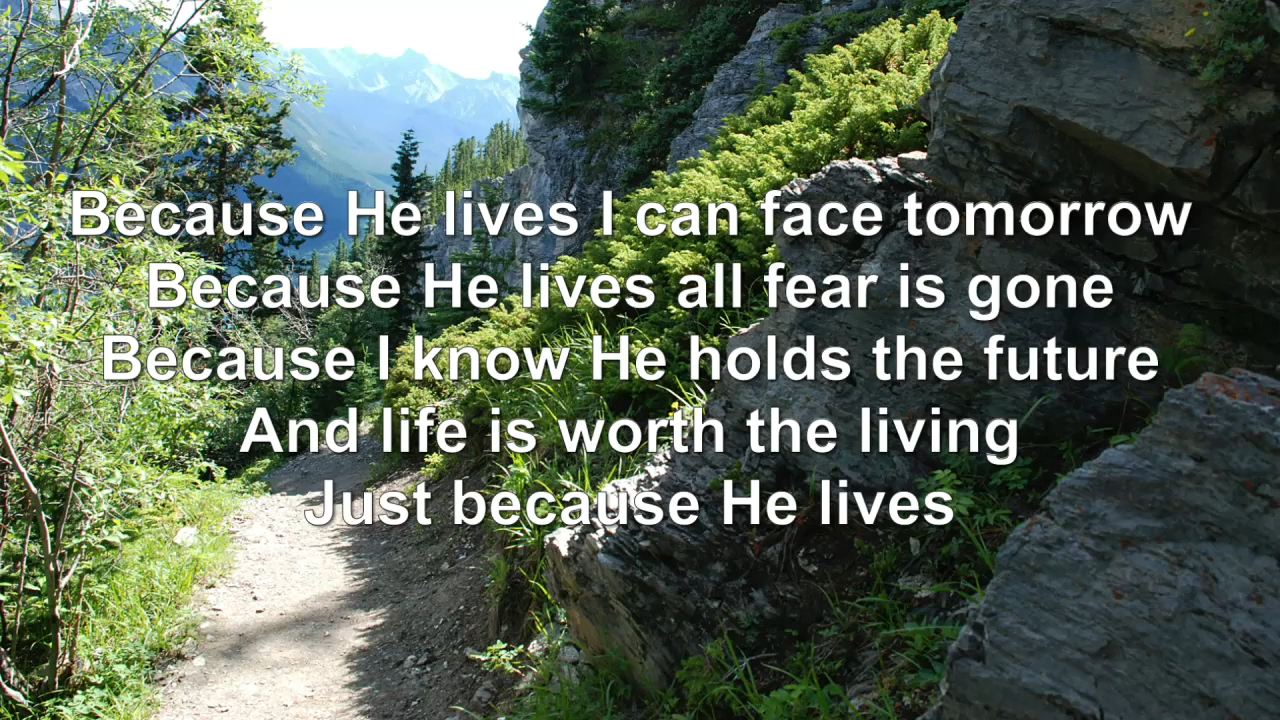 Because He lives I can face tomorrow
Because He lives all fear is gone
Because I know He holds the future
And life is worth the living
Just because He lives